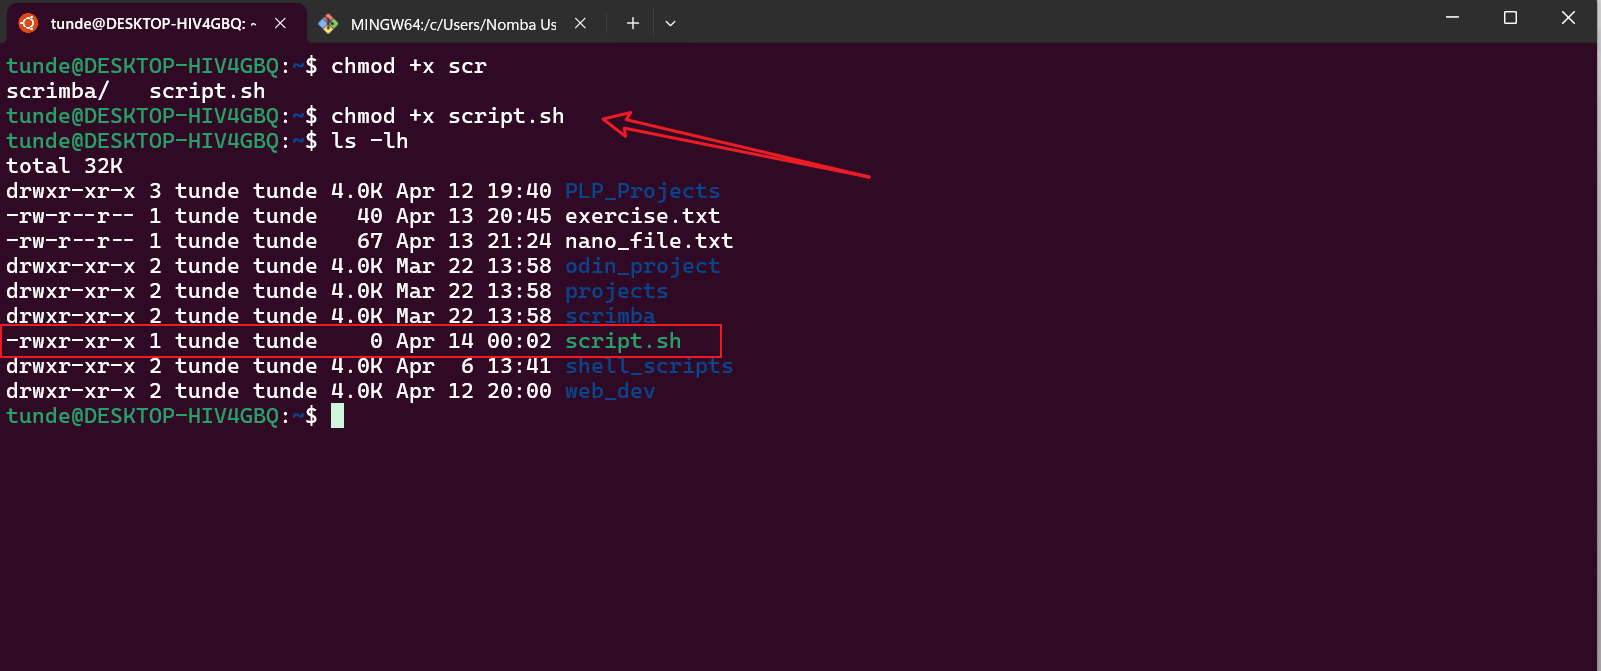 tunde@DESKTOP-HIV4GBQ: ~
MINGW64:/c/Users/Nomba Us
tunde@DESKTOP-HIV4GBQ:~$ chmod +x scr
scrimba/   script.sh
tunde@DESKTOP-HIV4GBQ:~$ chmod +x script.sh
tunde@DESKTOP-HIV4GBQ:~$ ls -lh
total 32K
drwxr-xr-x 3 tunde tunde 4.0K Apr 12 19:40 PLP_Projects
-rw-r--r-- 1 tunde tunde   40 Apr 13 20:45 exercise.txt
-rw-r--r-- 1 tunde tunde   67 Apr 13 21:24 nano_file.txt
drwxr-xr-x 2 tunde tunde 4.0K Mar 22 13:58 odin_project
drwxr-xr-x 2 tunde tunde 4.0K Mar 22 13:58 projects
drwxr-xr-x 2 tunde tunde 4.0K Mar 22 13:58 scrimba
-rwxr-xr-x 1 tunde tunde    0 Apr 14 00:02 script.sh
drwxr-xr-x 2 tunde tunde 4.0K Apr  6 13:41 shell_scripts
drwxr-xr-x 2 tunde tunde 4.0K Apr 12 20:00 web_dev
tunde@DESKTOP-HIV4GBQ:~$